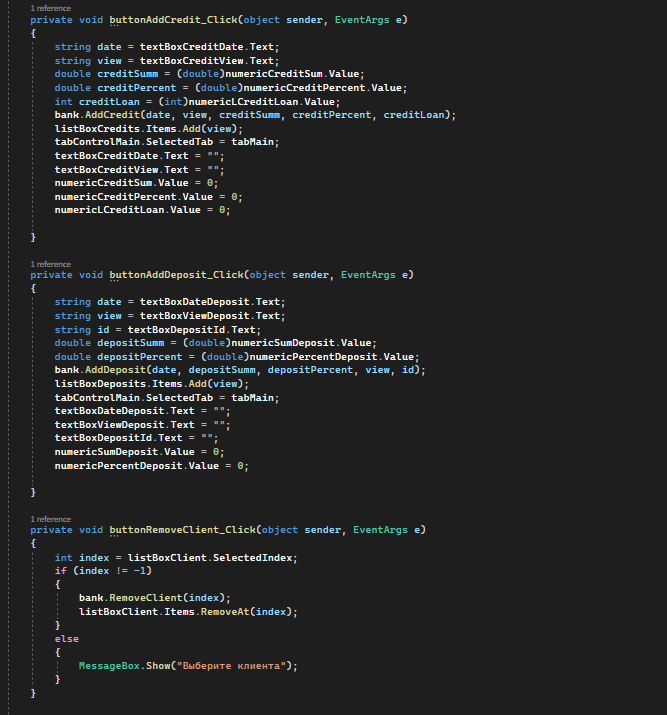 1 reference
private void buttonAddCredit_Click(object sender, EventArgs e)
{
    string date = textBoxCreditDate.Text;
    string view = textBoxCreditView.Text;
    double creditSumm = (double)numericCreditSum.Value;
    double creditPercent = (double)numericCreditPercent.Value;
    int creditLoan = (int)numericLCreditLoan.Value;
    bank.AddCredit(date, view, creditSumm, creditPercent, creditLoan);
    listBoxCredits.Items.Add(view);
    tabControlMain.SelectedTab = tabMain;
    textBoxCreditDate.Text = "";
    textBoxCreditView.Text = "";
    numericCreditSum.Value = 0;
    numericCreditPercent.Value = 0;
    numericLCreditLoan.Value = 0;
}
1 reference
private void buttonAddDeposit_Click(object sender, EventArgs e)
{
    string date = textBoxDateDeposit.Text;
    string view = textBoxViewDeposit.Text;
    string id = textBoxDepositId.Text;
    double depositSumm = (double)numericSumDeposit.Value;
    double depositPercent = (double)numericPercentDeposit.Value;
    bank.AddDeposit(date, depositSumm, depositPercent, view, id);
    listBoxDeposits.Items.Add(view);
    tabControlMain.SelectedTab = tabMain;
    textBoxDateDeposit.Text = "";
    textBoxViewDeposit.Text = "";
    textBoxDepositId.Text = "";
    numericSumDeposit.Value = 0;
    numericPercentDeposit.Value = 0;
}
1 reference
private void buttonRemoveClient_Click(object sender, EventArgs e)
{
    int index = listBoxClient.SelectedIndex;
    if (index != -1)
    {
        bank.RemoveClient(index);
        listBoxClient.Items.RemoveAt(index);
    }
    else
    {
        MessageBox.Show("Выберите клиента");
    }
}